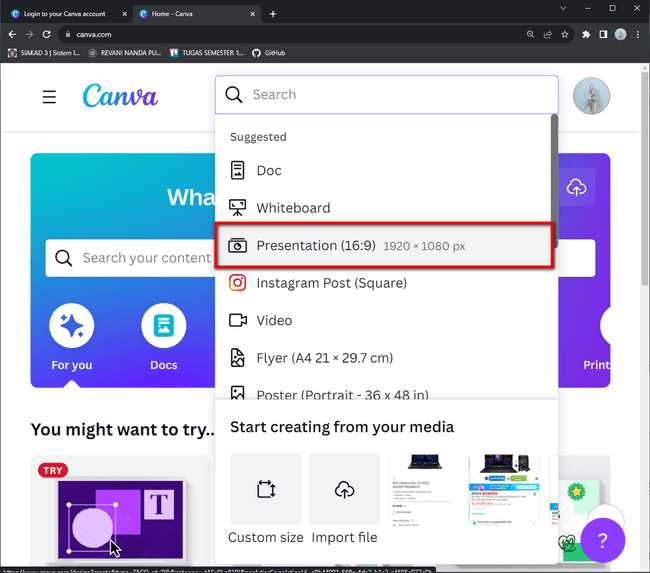 Login to your Canva account
Home - Canva
canva.com
SIAKAD 3 | Sistem I...
REVANI NANDA PU...
TUGAS SEMESTER 1...
GitHub
Canva
Search
Suggested
Doc
Whiteboard
Presentation (16:9) 1920 × 1080 px
Instagram Post (Square)
Video
Flyer (A4 21 × 29.7 cm)
Poster (Portrait - 36 x 48 in)
Wha
Search your content
For you
Docs
Print
You might want to try..
TRY
T
Start creating from your media
Custom size
Import file
?